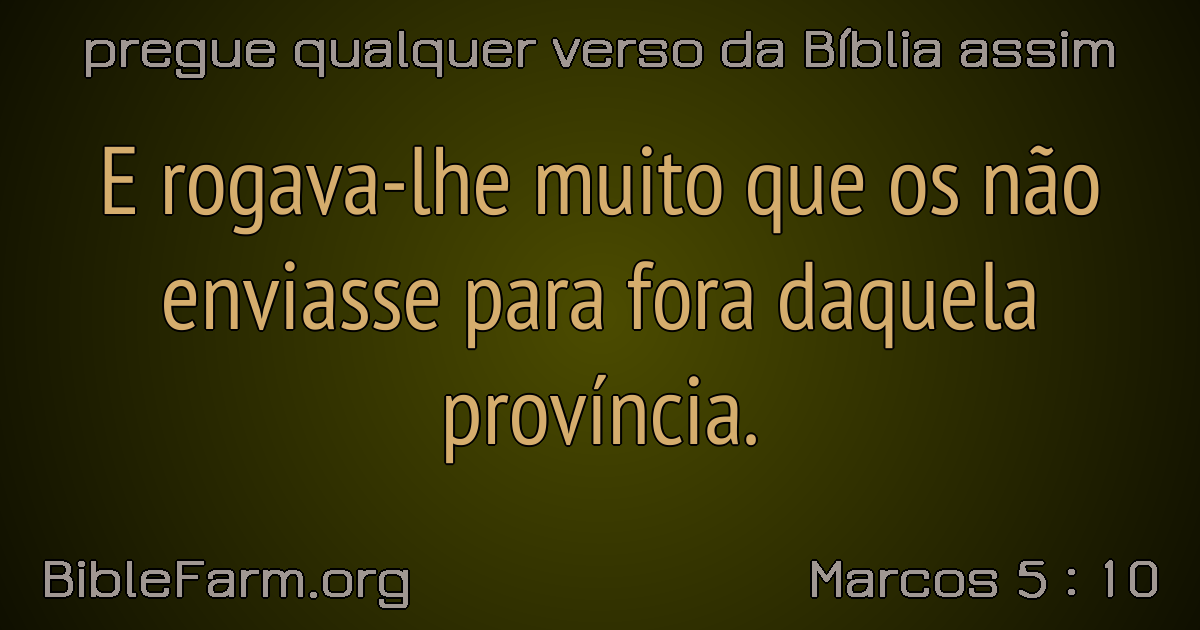 pregue qualquer verso da Bíblia assim
E rogava-lhe muito que os não
enviasse para fora daquela
província.
BibleFarm.org
Marcos 5 : 10